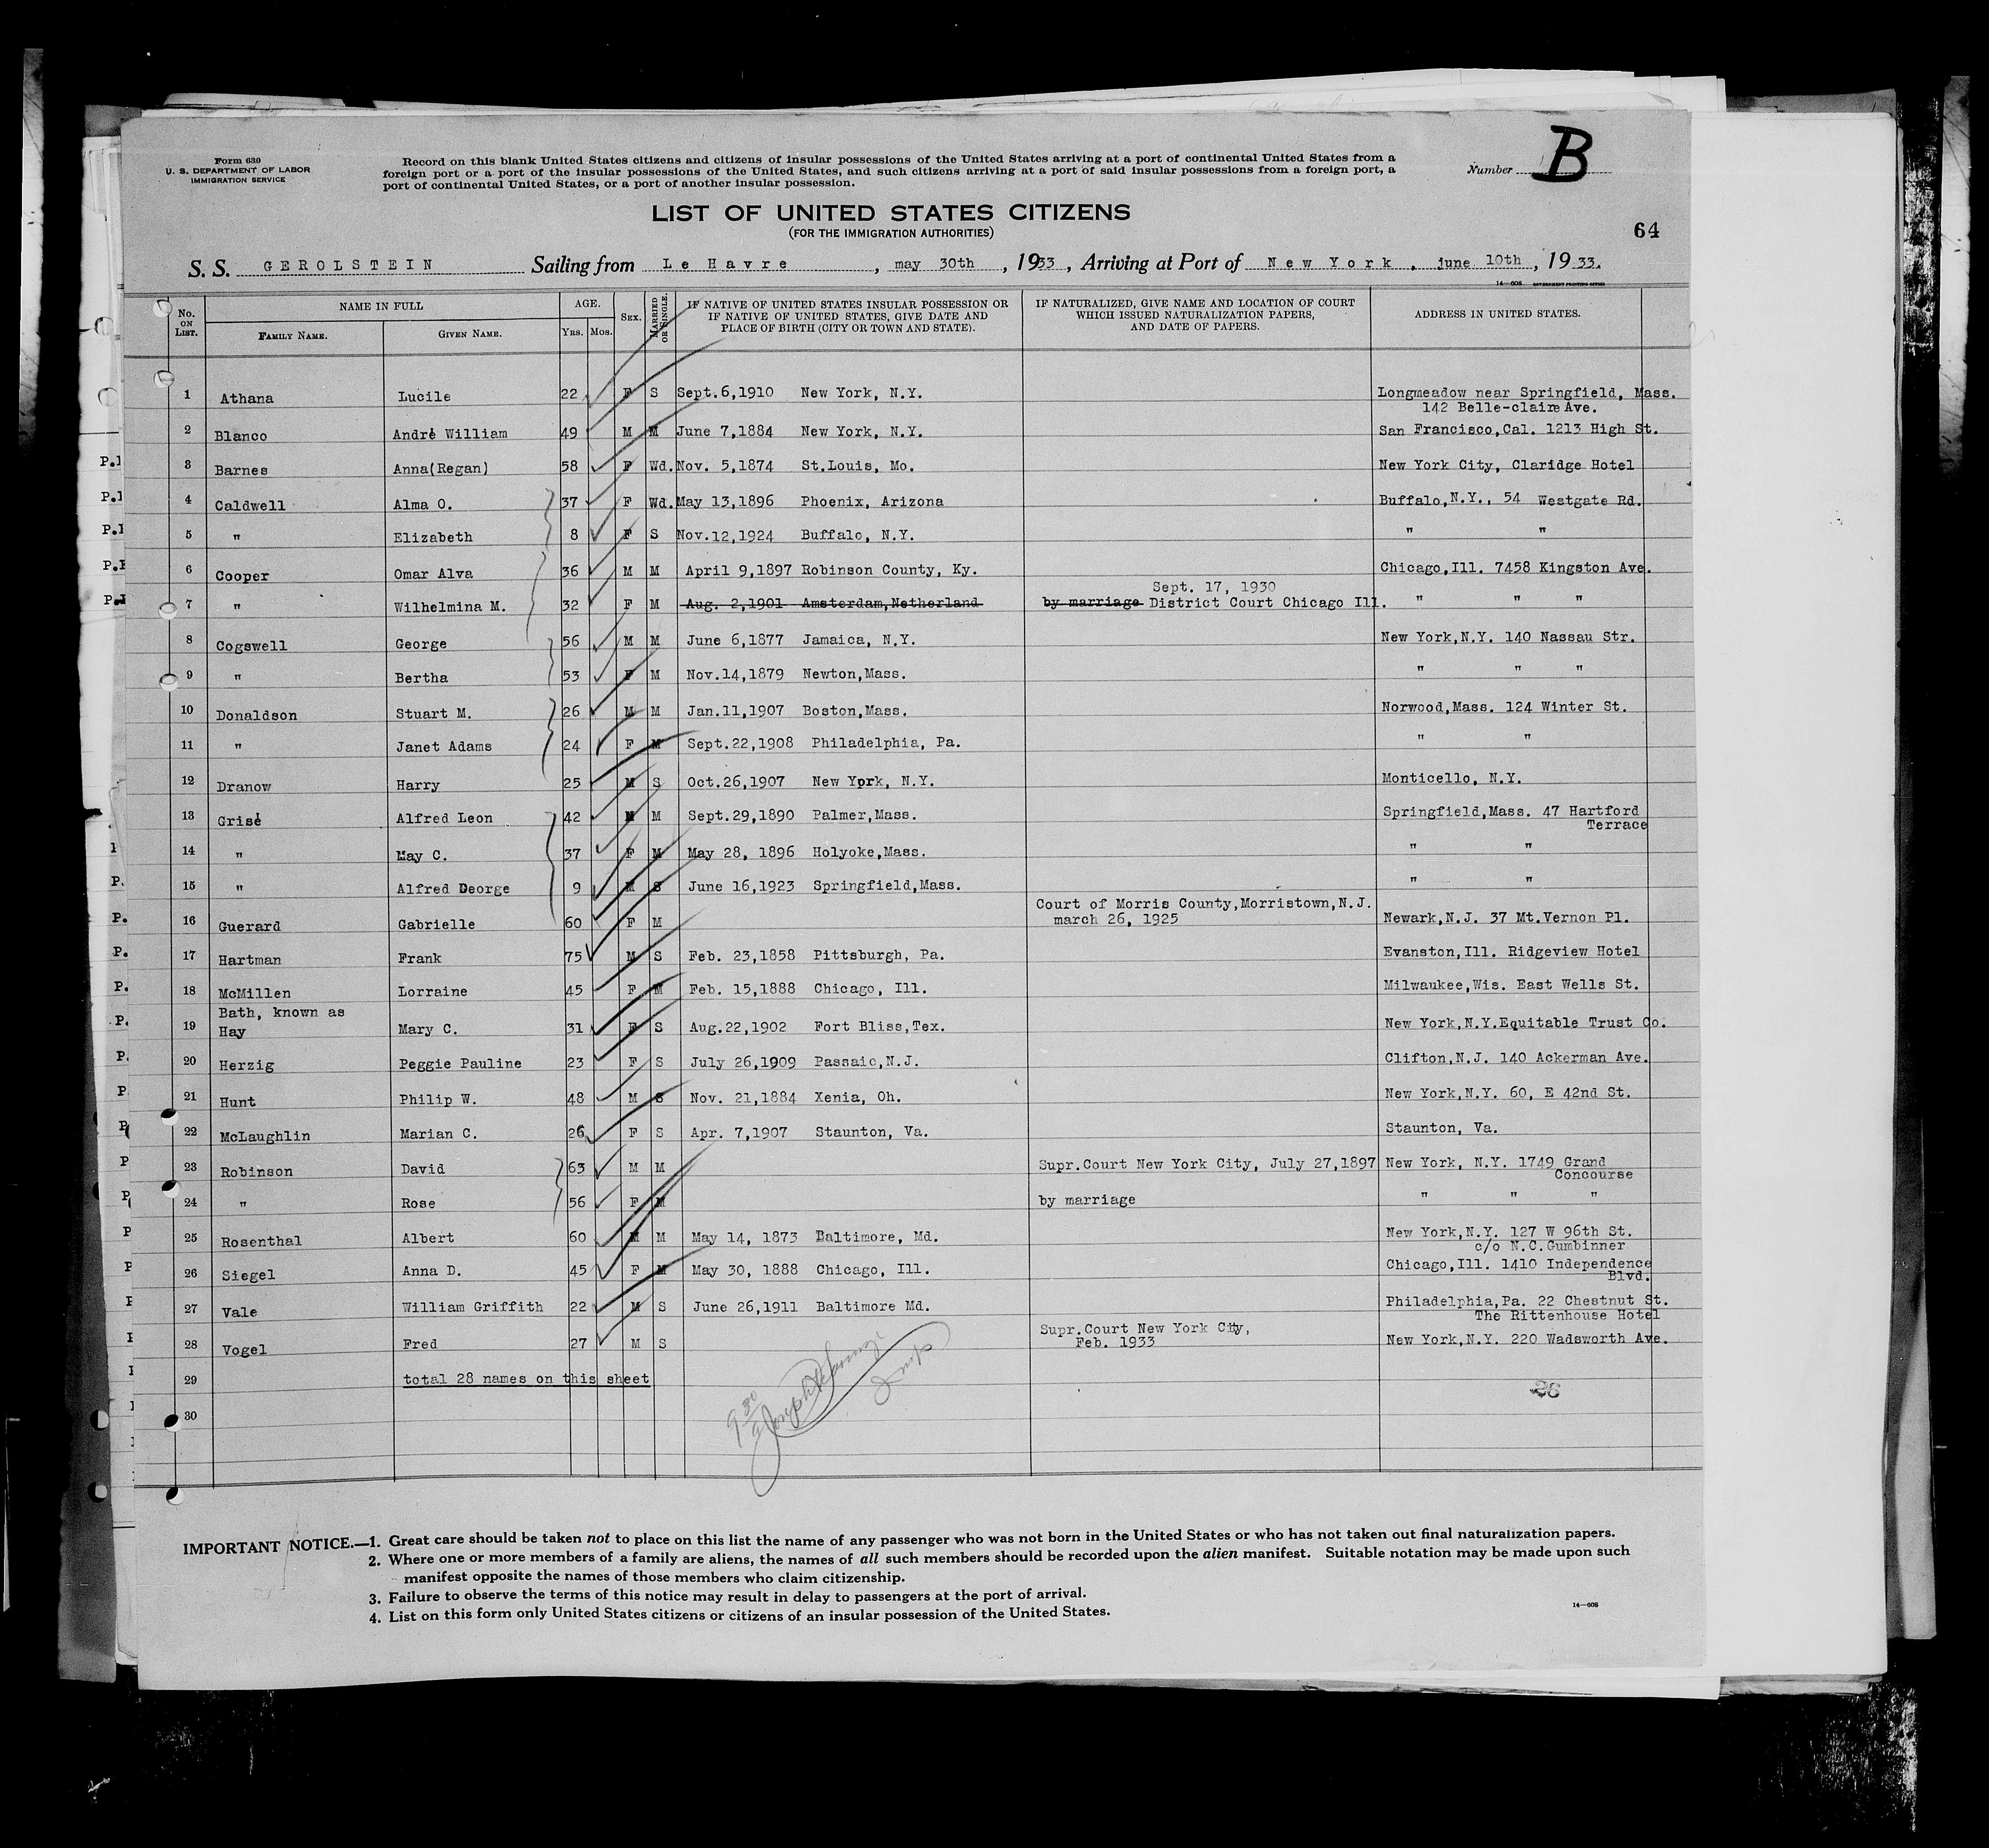 Form 630
U. S. DEPARTMENT OF LABOR
IMMIGRATION SERVICE
Record on this blank United States citizens and citizens of insular possessions of the United States arriving at a port of continental United States from a
foreign port or a port of the insular possessions of the United States, and such citizens arriving at a port of said insular possessions from a foreign port, a
port of continental United States, or a port of another insular possession.
Number B
LIST OF UNITED STATES CITIZENS
(FOR THE IMMIGRATION AUTHORITIES)
64
S. S. GEROLSTEIN Sailing from Le Havre, may 30th, 1933, Arriving at Port of New York, june 10th, 1933.
14—608 GOVERNMENT PRINTING OFFICE
No. ON LIST. NAME IN FULL AGE. SEX. MARRIED OR SINGLE. IF NATIVE OF UNITED STATES INSULAR POSSESSION OR IF NATIVE OF UNITED STATES, GIVE DATE AND PLACE OF BIRTH (CITY OR TOWN AND STATE). IF NATURALIZED, GIVE NAME AND LOCATION OF COURT WHICH ISSUED NATURALIZATION PAPERS, AND DATE OF PAPERS. ADDRESS IN UNITED STATES.
FAMILY NAME. GIVEN NAME. YRS. MOS.
1 Athana Lucile 22 F S Sept.6,1910 New York, N.Y. Longmeadow near Springfield, Mass.
142 Belle-claire Ave.
2 Blanco André William 49 M M June 7,1884 New York, N.Y. San Francisco,Cal. 1213 High St.
3 Barnes Anna(Regan) 58 F Wd. Nov. 5,1874 St.Louis, Mo. New York City, Claridge Hotel
4 Caldwell Alma O. 37 F Wd. May 13,1896 Phoenix, Arizona Buffalo,N.Y., 54 Westgate Rd.
5 " Elizabeth 8 F S Nov.12,1924 Buffalo, N.Y. " "
6 Cooper Omar Alva 36 M M April 9,1897 Robinson County, Ky. Chicago,Ill. 7458 Kingston Ave.
Sept. 17, 1930
7 " Wilhelmina M. 32 F M Aug. 2,1901 Amsterdam,Netherland by marriage District Court Chicago Ill. " " "
8 Cogswell George 56 M M June 6,1877 Jamaica, N.Y. New York,N.Y. 140 Nassau Str.
9 " Bertha 53 F M Nov.14,1879 Newton,Mass. " " "
10 Donaldson Stuart M. 26 M M Jan.11,1907 Boston,Mass. Norwood,Mass. 124 Winter St.
11 " Janet Adams 24 F M Sept.22,1908 Philadelphia, Pa. " "
12 Dranow Harry 25 M S Oct.26,1907 New York, N.Y. Monticello, N.Y.
13 Grisé Alfred Leon 42 M M Sept.29,1890 Palmer,Mass. Springfield,Mass. 47 Hartford
Terrace
14 " May C. 37 F M May 28, 1896 Holyoke,Mass. " "
15 " Alfred Deorge 9 M S June 16,1923 Springfield,Mass. " "
Court of Morris County,Morristown,N.J.
16 Guerard Gabrielle 60 F M march 26, 1925 Newark,N.J. 37 Mt.Vernon Pl.
17 Hartman Frank 75 M S Feb. 23,1858 Pittsburgh, Pa. Evanston,Ill. Ridgeview Hotel
18 McMillen Lorraine 45 F M Feb. 15,1888 Chicago, Ill. Milwaukee,Wis. East Wells St.
Bath, known as
19 Hay Mary C. 31 F S Aug.22,1902 Fort Bliss,Tex. New York,N.Y.Equitable Trust Co.
20 Herzig Peggie Pauline 23 F S July 26,1909 Passaic,N.J. Clifton,N.J. 140 Ackerman Ave.
21 Hunt Philip W. 48 M S Nov. 21,1884 Xenia, Oh. New York,N.Y. 60, E 42nd St.
22 McLaughlin Marian C. 26 F S Apr. 7,1907 Staunton, Va. Staunton, Va.
23 Robinson David 63 M M Supr.Court New York City, July 27,1897 New York, N.Y. 1749 Grand
Concourse
24 " Rose 56 F M by marriage " " "
25 Rosenthal Albert 60 M M May 14, 1873 Baltimore, Md. New York,N.Y. 127 W 96th St.
c/o N.C.Gumbinner
26 Siegel Anna D. 45 F M May 30, 1888 Chicago, Ill. Chicago,Ill. 1410 Independence
Blvd.
27 Vale William Griffith 22 M S June 26,1911 Baltimore Md. Philadelphia,Pa. 22 Chestnut St.
The Rittenhouse Hotel
Supr.Court New York City,
28 Vogel Fred 27 M S Feb. 1933 New York,N.Y. 220 Wadsworth Ave.
29 total 28 names on this sheet
30
IMPORTANT NOTICE.—1. Great care should be taken not to place on this list the name of any passenger who was not born in the United States or who has not taken out final naturalization papers.
2. Where one or more members of a family are aliens, the names of all such members should be recorded upon the alien manifest. Suitable notation may be made upon such
manifest opposite the names of those members who claim citizenship.
3. Failure to observe the terms of this notice may result in delay to passengers at the port of arrival.
4. List on this form only United States citizens or citizens of an insular possession of the United States.
14—608